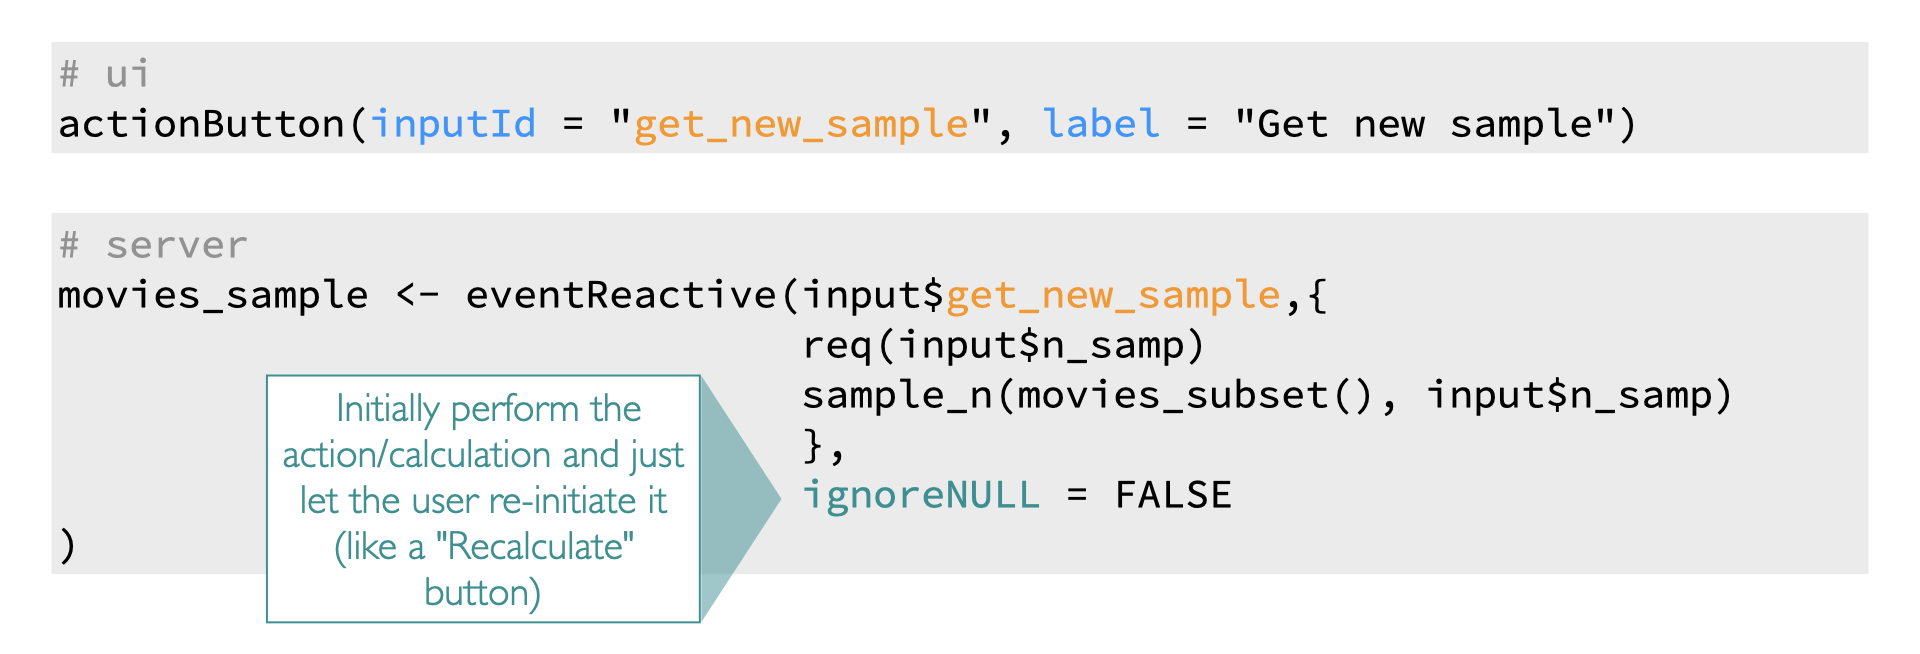 # ui
actionButton(inputId = "get_new_sample", label = "Get new sample")
# server
movies_sample <- eventReactive(input$get_new_sample,{
req(input$n_samp)
sample_n(movies_subset(), input$n_samp)
},
ignoreNULL = FALSE
)
Initially perform the
action/calculation and just
let the user re-initiate it
(like a "Recalculate"
button)